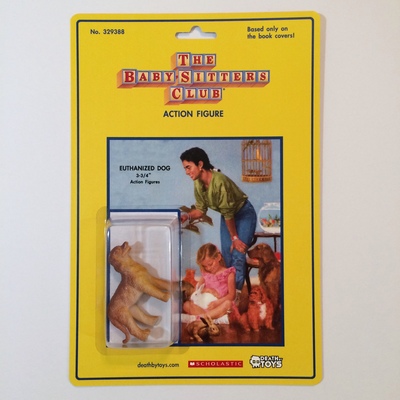 No. 329388
Based only on
the book covers!
THE
BABY-SITTERS
CLUB
ACTION FIGURE
EUTHANIZED DOG
3-3/4"
Action Figures
deathbytoys.com
SCHOLASTIC
DEATH BY
TOYS